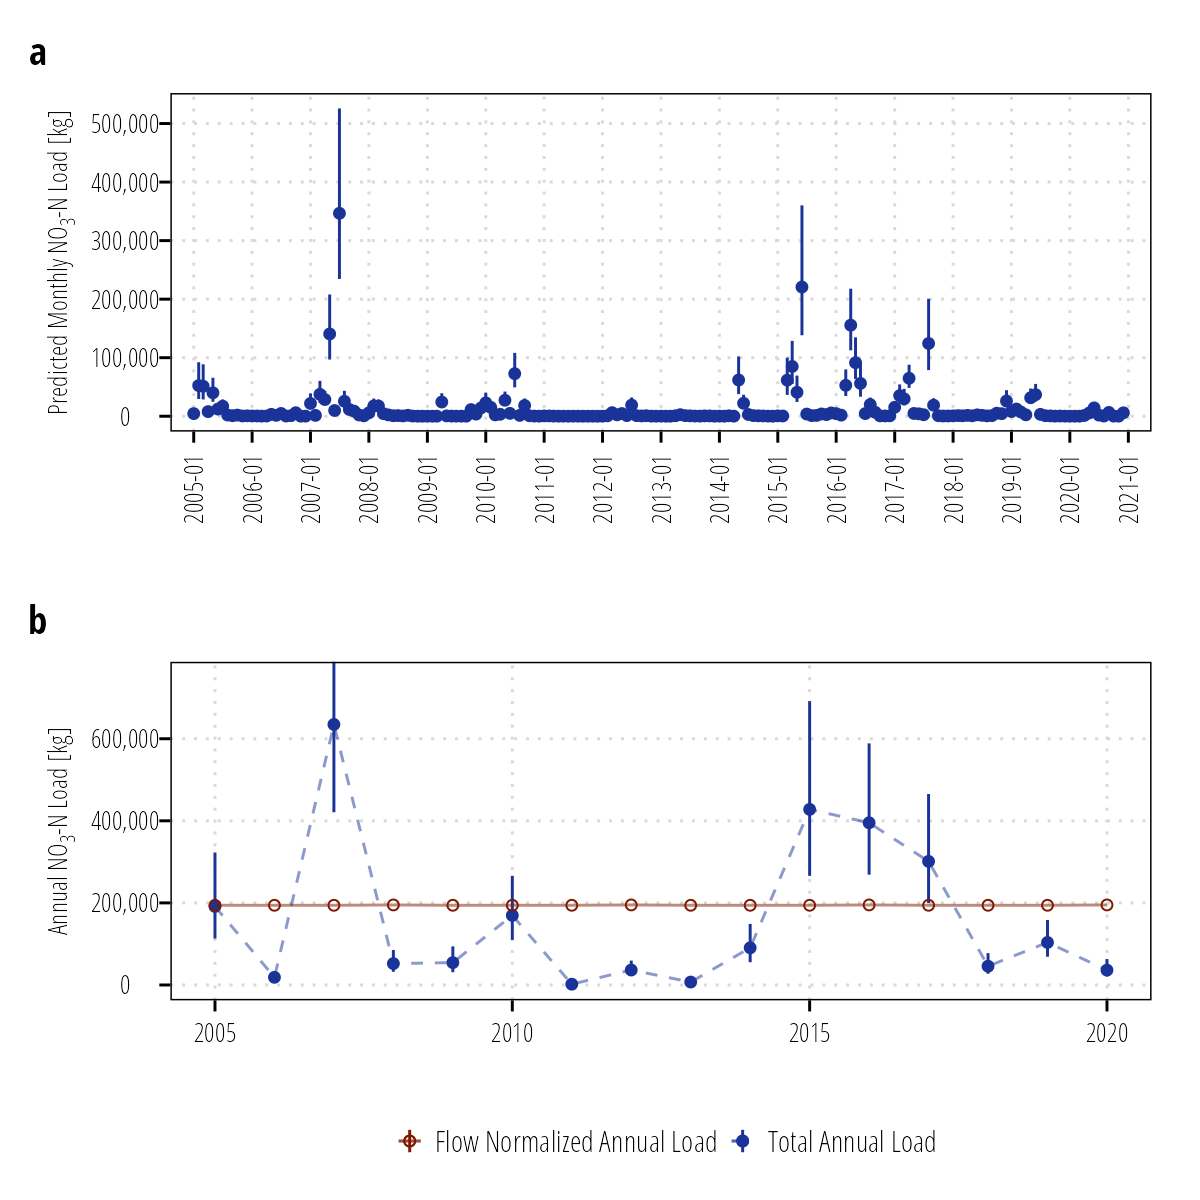 a
Predicted Monthly NO3-N Load [kg]
500,000
400,000
300,000
200,000
100,000
0
2005-01 2006-01 2007-01 2008-01 2009-01 2010-01 2011-01 2012-01 2013-01 2014-01 2015-01 2016-01 2017-01 2018-01 2019-01 2020-01 2021-01
b
Annual NO3-N Load [kg]
600,000
400,000
200,000
0
2005 2010 2015 2020
Flow Normalized Annual Load Total Annual Load